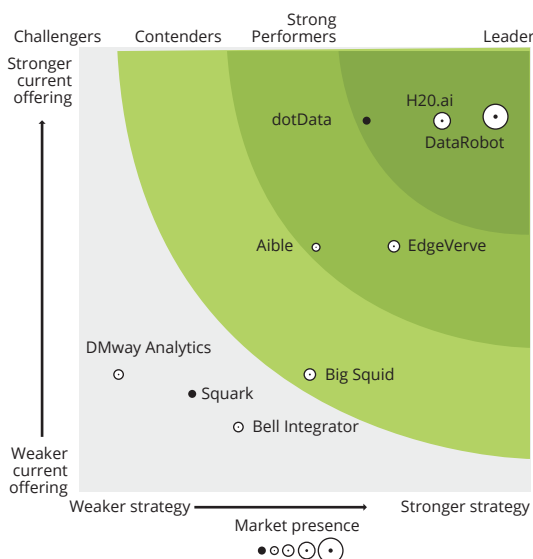 Challengers
Contenders
Strong
Performers
Leader
Stronger
current
offering
H20.ai
dotData
DataRobot
Aible
EdgeVerve
DMway Analytics
Big Squid
Squark
Bell Integrator
Weaker
current
offering
Weaker strategy
Stronger strategy
Market presence